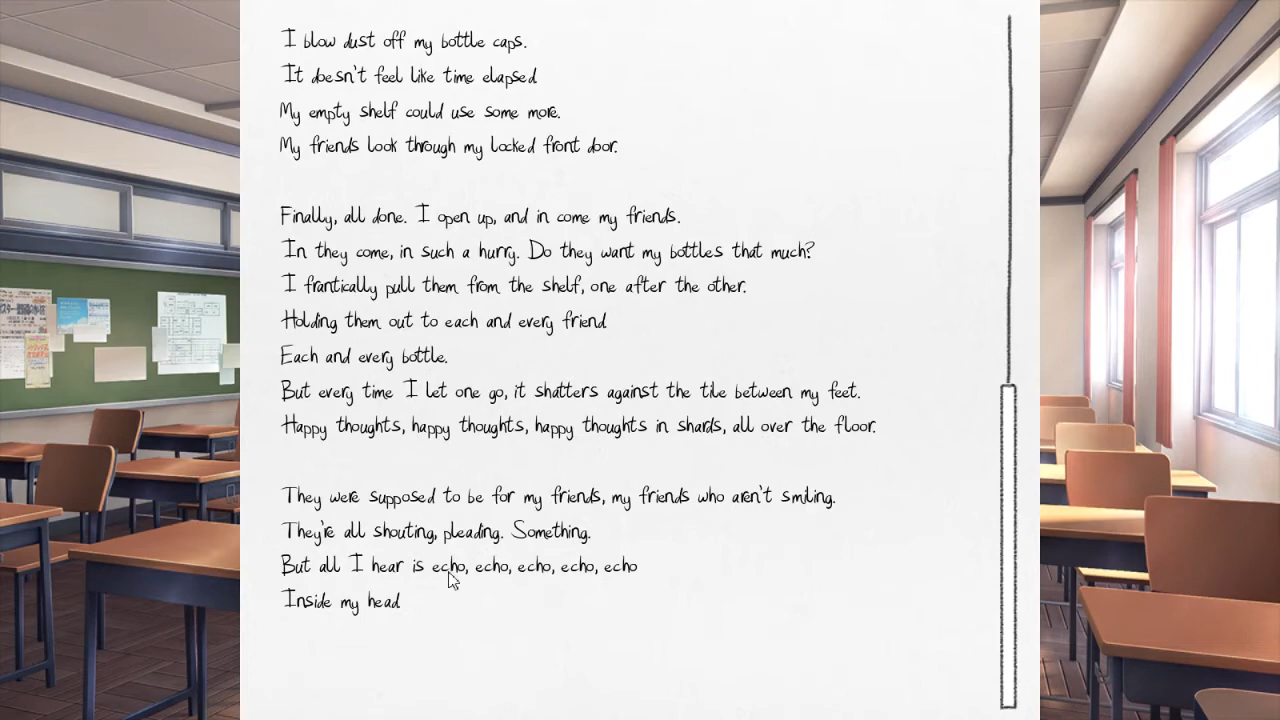 I blow dust off my bottle caps.
It doesn't feel like time elapsed
My empty shelf could use some more.
My friends look through my locked front door.
Finally, all done. I open up, and in come my friends.
In they come, in such a hurry. Do they want my bottles that much?
I frantically pull them from the shelf, one after the other.
Holding them out to each and every friend.
Each and every bottle.
But every time I let one go, it shatters against the tile between my feet.
Happy thoughts, happy thoughts, happy thoughts in shards, all over the floor.
They were supposed to be for my friends, my friends who aren't smiling.
They're all shouting, pleading. Something.
But all I hear is echo, echo, echo, echo, echo
Inside my head